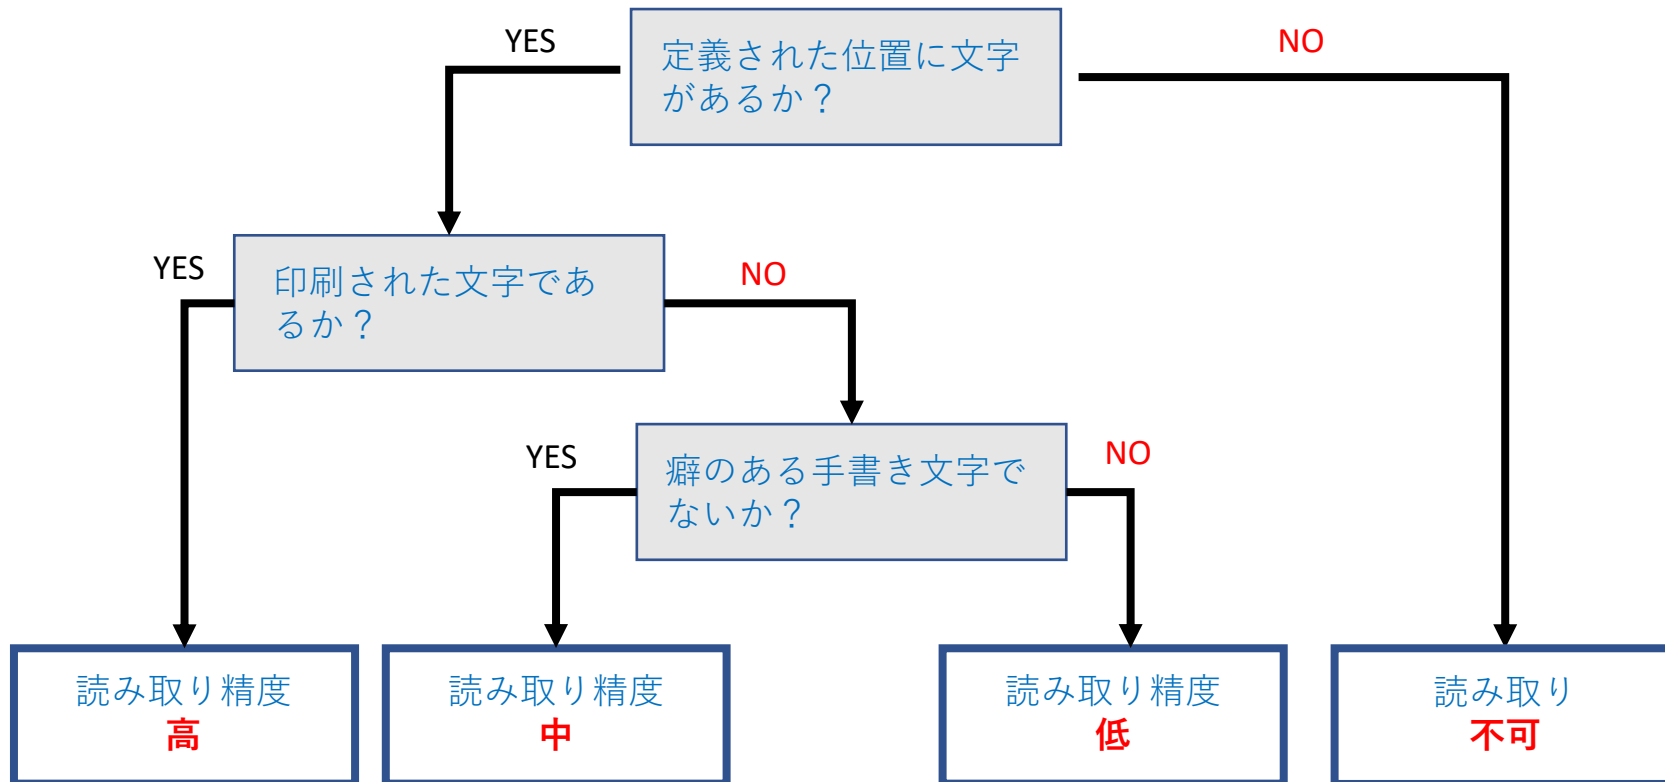 YES
定義された位置に文字
があるか？
NO
YES
印刷された文字であ
るか？
NO
YES
癖のある手書き文字で
ないか？
NO
読み取り精度
高
読み取り精度
中
読み取り精度
低
読み取り
不可